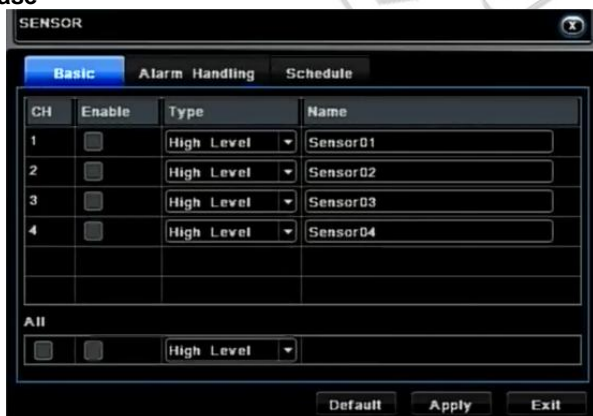 SENSOR
Basic Alarm Handling Schedule
CH Enable Type Name
1 High Level Sensor01
2 High Level Sensor02
3 High Level Sensor03
4 High Level Sensor04
All
High Level
Default Apply Exit